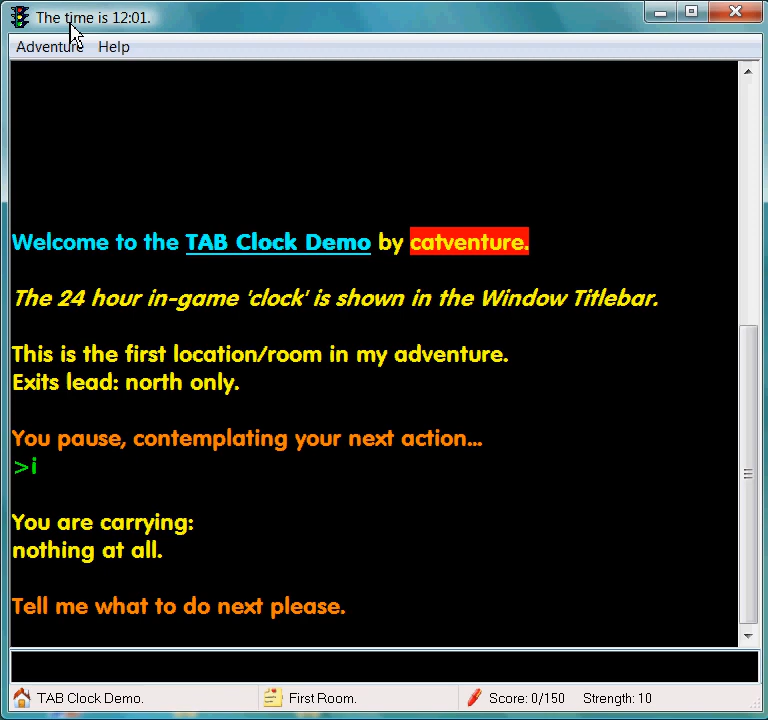 The time is 12:01.
Adventure Help
Welcome to the TAB Clock Demo by catventure.
The 24 hour in-game 'clock' is shown in the Window Titlebar.
This is the first location/room in my adventure.
Exits lead: north only.
You pause, contemplating your next action...
>i
You are carrying:
nothing at all.
Tell me what to do next please.
TAB Clock Demo. First Room. Score: 0/150 Strength: 10